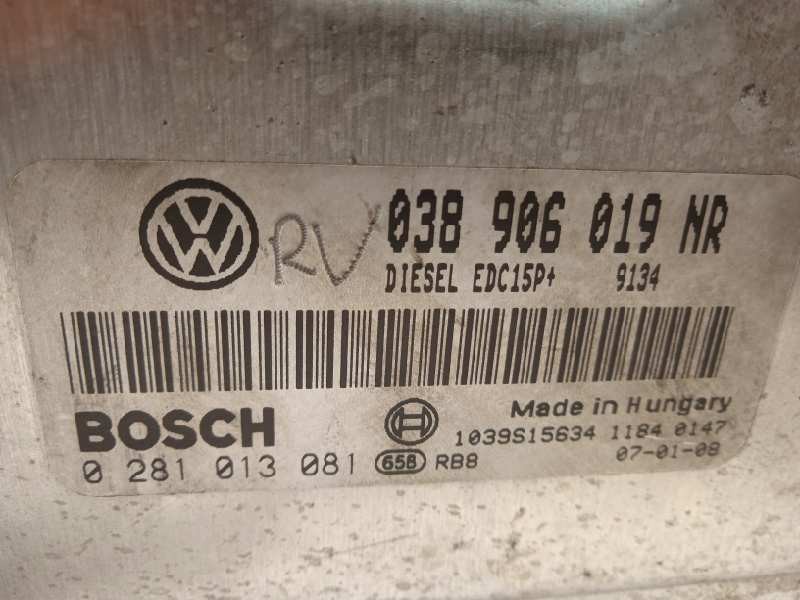 VW RV 038 906 019 NR
DIESEL EDC15P+ 9134
BOSCH
Made in Hungary
1039S15634 1184 0147
0 281 013 081 658 RB8 07-01-08